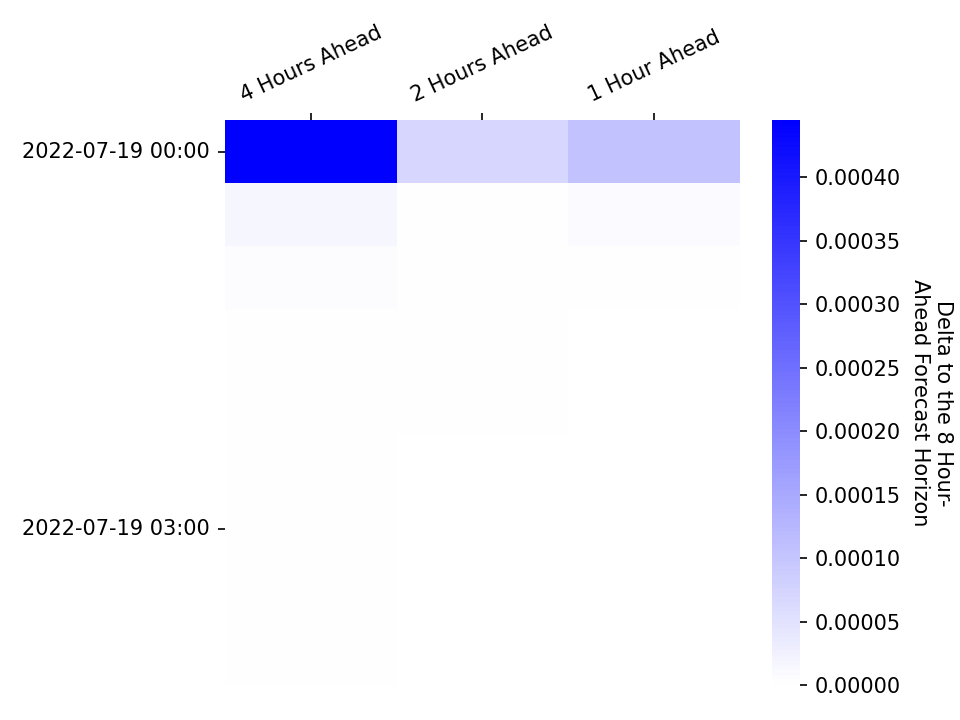 4 Hours Ahead
2 Hours Ahead
1 Hour Ahead
2022-07-19 00:00
2022-07-19 03:00
0.00040
0.00035
0.00030
0.00025
0.00020
0.00015
0.00010
0.00005
0.00000
Delta to the 8 Hour-
Ahead Forecast Horizon